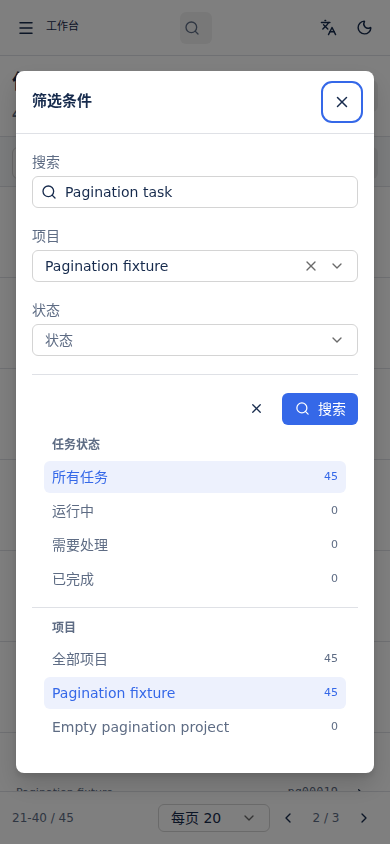 工作台
筛选条件
搜索
Pagination task
项目
Pagination fixture
状态
状态
搜索
任务状态
所有任务 45
运行中 0
需要处理 0
已完成 0
项目
全部项目 45
Pagination fixture 45
Empty pagination project 0
21-40 / 45 每页 20 2 / 3